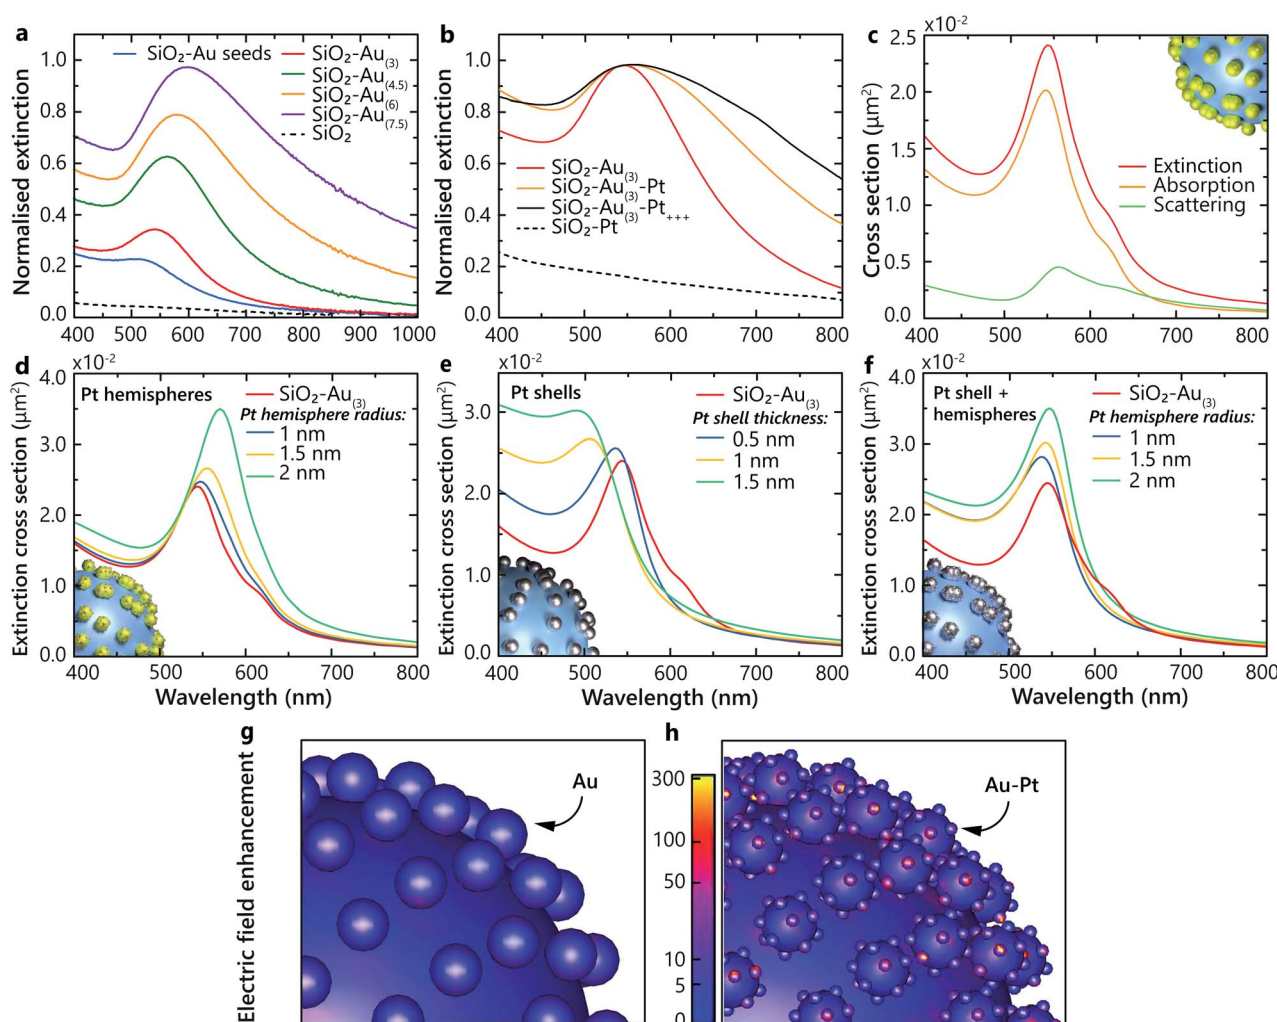 a
Normalised extinction
1.0
0.8
0.6
0.4
0.2
0.0
SiO₂-Au seeds
SiO₂-Au(3)
SiO₂-Au(4.5)
SiO₂-Au(6)
SiO₂-Au(7.5)
SiO₂
400 500 600 700 800 900 1000
b
Normalised extinction
1.0
0.8
0.6
0.4
0.2
0.0
SiO₂-Au(3)
SiO₂-Au(3)-Pt
SiO₂-Au(3)-Pt+++
SiO₂-Pt
400 500 600 700 800
c
x10⁻²
Cross section (µm²)
2.5
2.0
1.5
1.0
0.5
0.0
Extinction
Absorption
Scattering
400 500 600 700 800
d
x10⁻²
Extinction cross section (µm²)
4.0
3.0
2.0
1.0
0.0
Pt hemispheres
SiO₂-Au(3)
Pt hemisphere radius:
1 nm
1.5 nm
2 nm
400 500 600 700 800
Wavelength (nm)
e
x10⁻²
Extinction cross section (µm²)
3.0
2.0
1.0
0.0
Pt shells
SiO₂-Au(3)
Pt shell thickness:
0.5 nm
1 nm
1.5 nm
400 500 600 700 800
Wavelength (nm)
f
x10⁻²
Extinction cross section (µm²)
4.0
3.0
2.0
1.0
0.0
Pt shell +
hemispheres
SiO₂-Au(3)
Pt hemisphere radius:
1 nm
1.5 nm
2 nm
400 500 600 700 800
Wavelength (nm)
g
Electric field enhancement
Au
h
300
100
50
10
5
0
Au-Pt